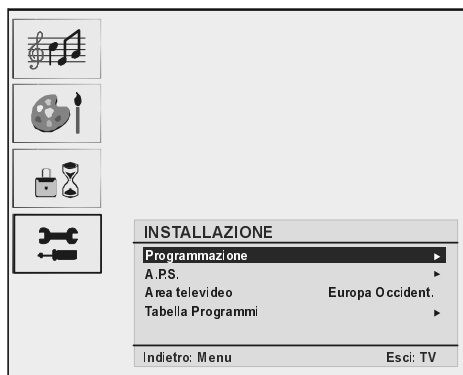 INSTALLAZIONE
Programmazione
A.P.S.
Area televideo Europa Occident.
Tabella Programmi
Indietro: Menu Esci: TV